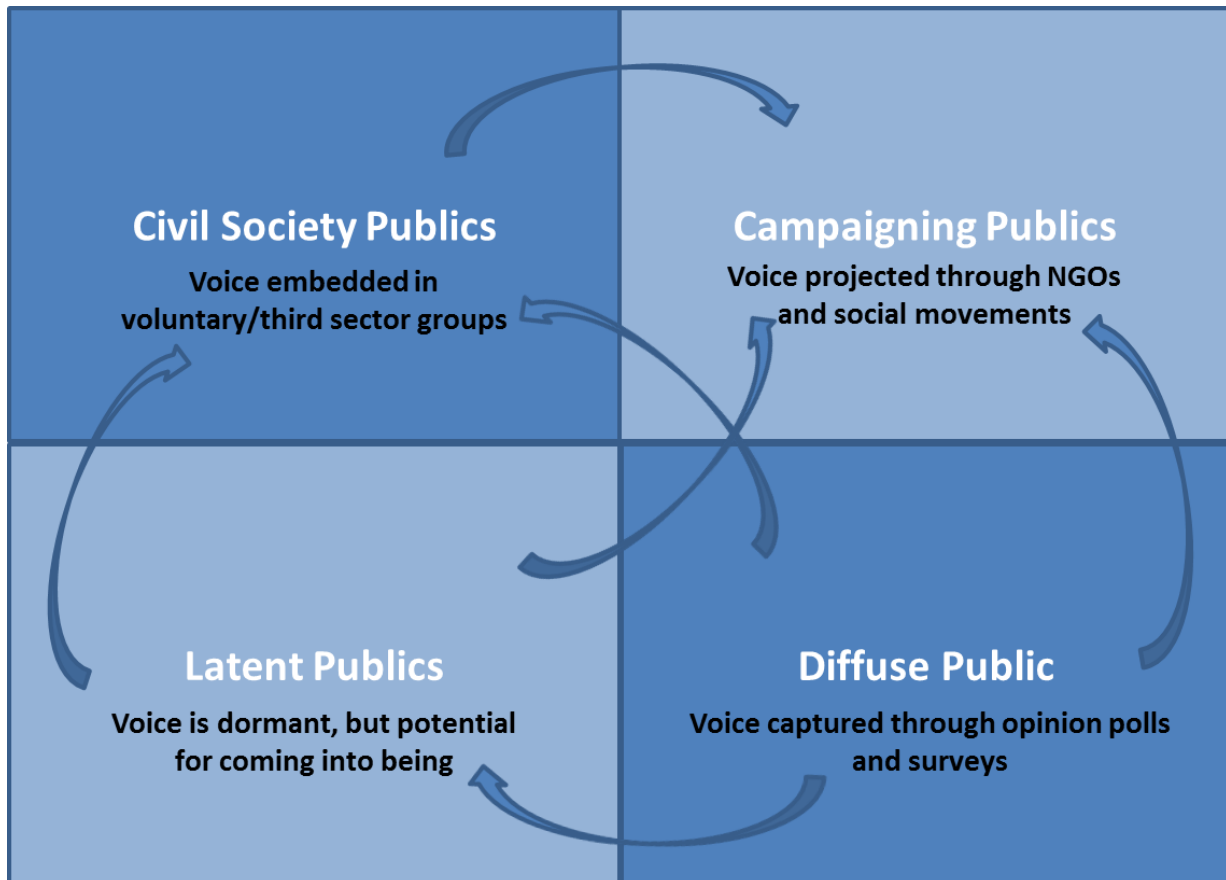 Civil Society Publics
Voice embedded in
voluntary/third sector groups
Campaigning Publics
Voice projected through NGOs
and social movements
Latent Publics
Voice is dormant, but potential
for coming into being
Diffuse Public
Voice captured through opinion polls
and surveys